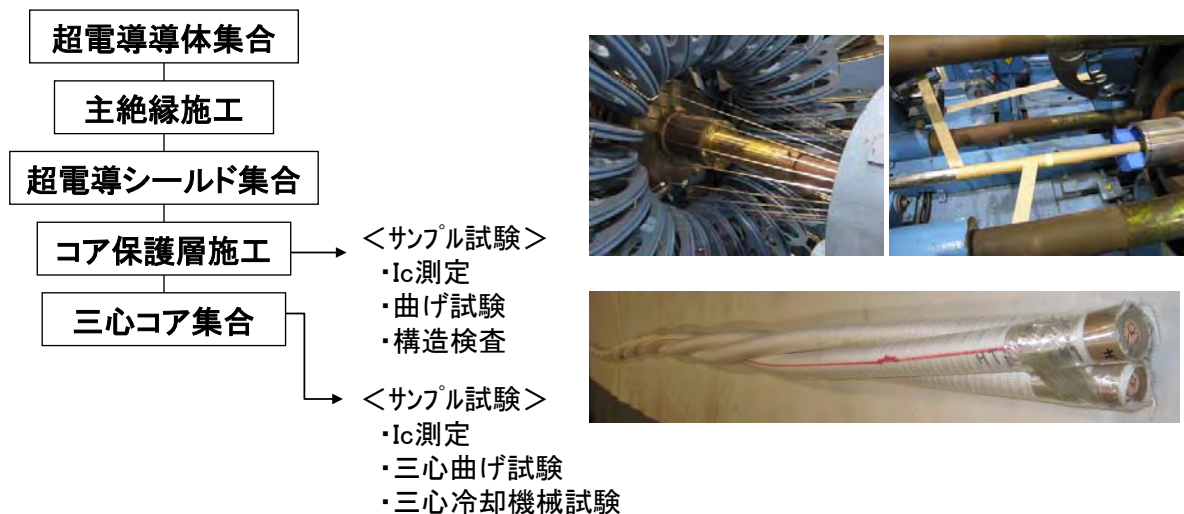 超電導導体集合
主絶縁施工
超電導シールド集合
コア保護層施工
三心コア集合
＜サンプル試験＞
・Ic測定
・曲げ試験
・構造検査
＜サンプル試験＞
・Ic測定
・三心曲げ試験
・三心冷却機械試験